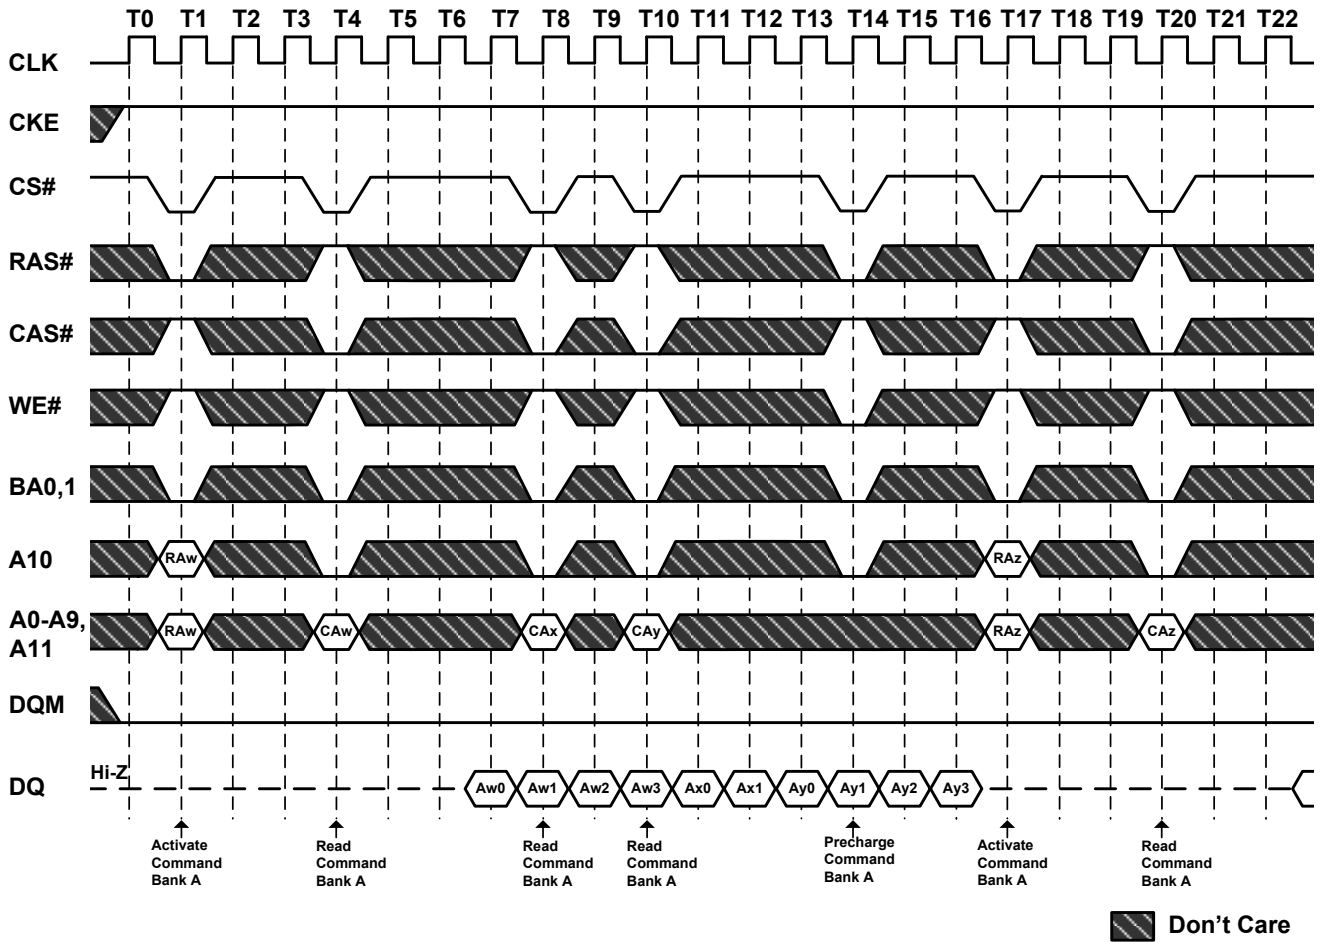 T0 T1 T2 T3 T4 T5 T6 T7 T8 T9 T10 T11 T12 T13 T14 T15 T16 T17 T18 T19 T20 T21 T22
CLK
CKE
CS#
RAS#
CAS#
WE#
BA0,1
A10
RAw RAz
A0-A9,
A11
RAw CAw CAx CAy RAz CAz
DQM
DQ
Hi-Z
Aw0 Aw1 Aw2 Aw3 Ax0 Ax1 Ay0 Ay1 Ay2 Ay3
Activate
Command
Bank A
Read
Command
Bank A
Read
Command
Bank A
Read
Command
Bank A
Precharge
Command
Bank A
Activate
Command
Bank A
Read
Command
Bank A
Don't Care